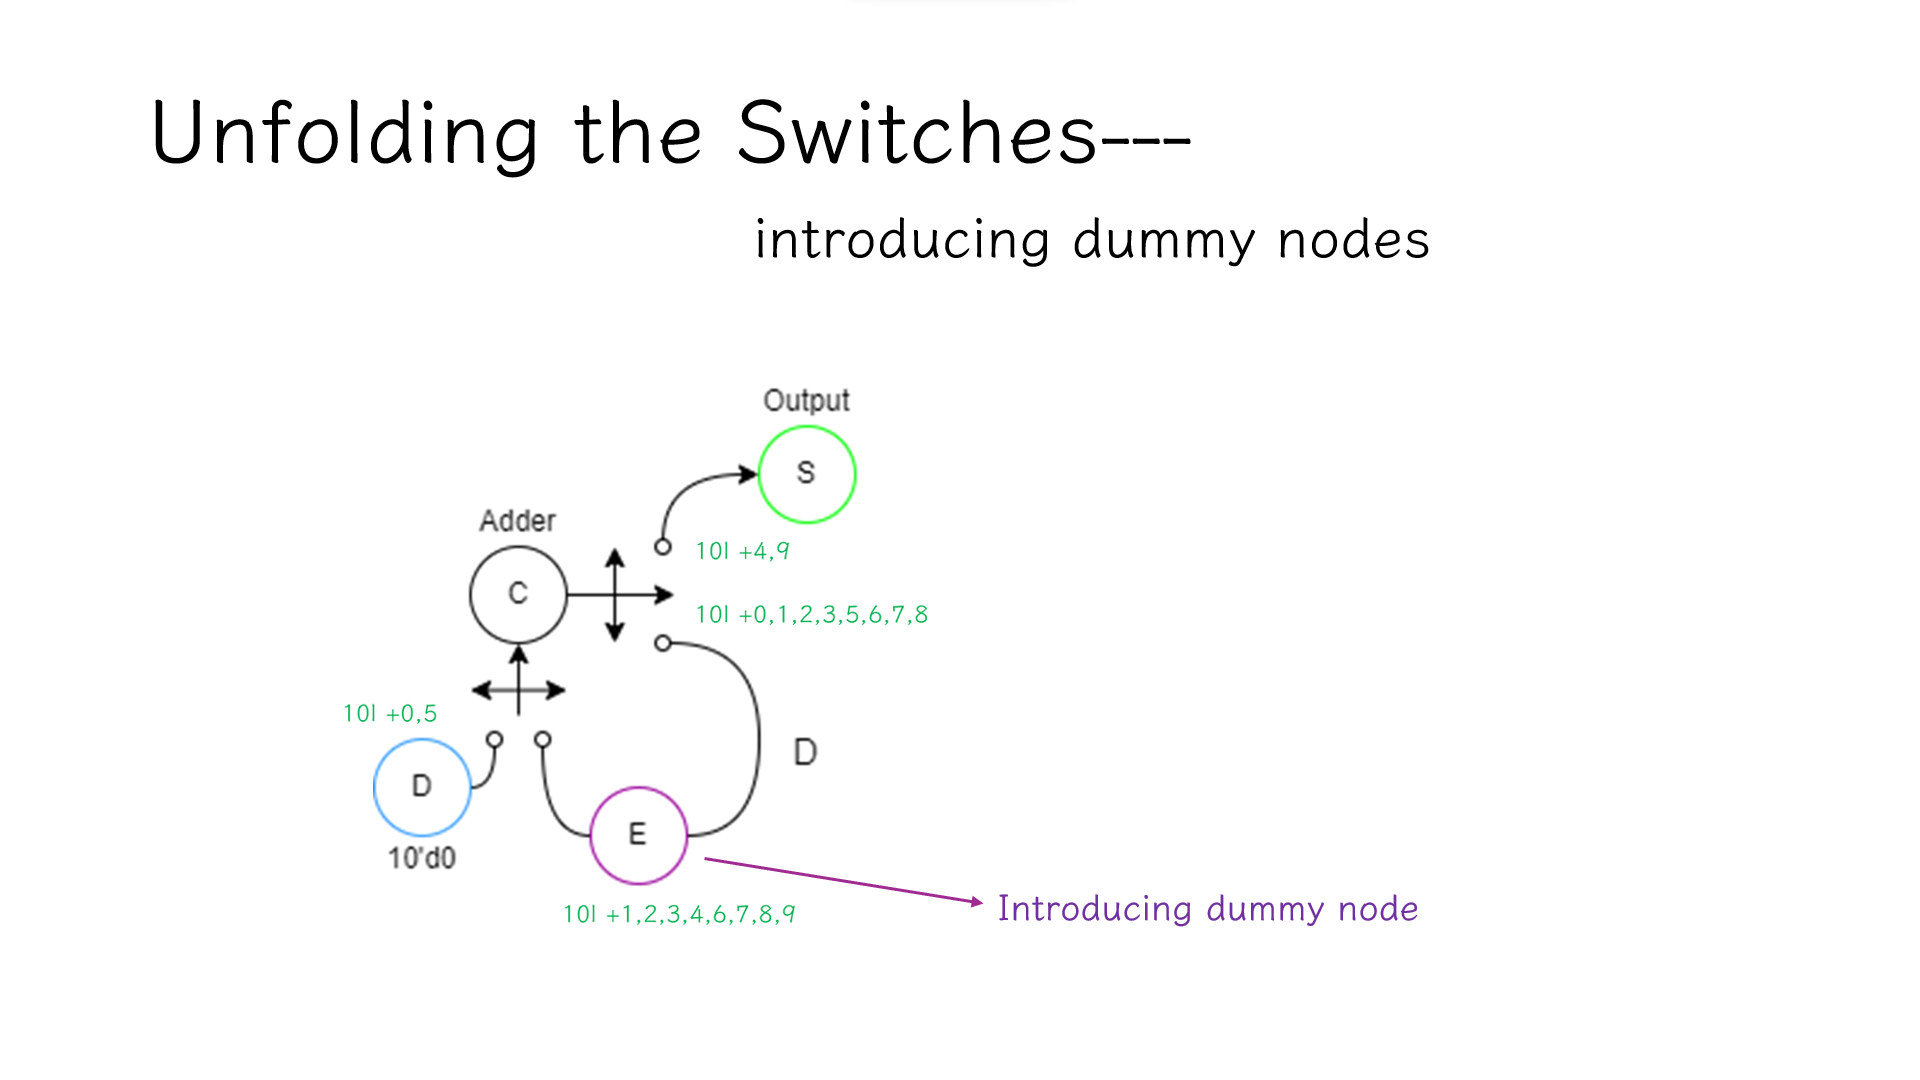 Unfolding the Switches---
introducing dummy nodes
Output
S
Adder
C
10l +4,9
10l +0,1,2,3,5,6,7,8
10l +0,5
D
D
E
10'd0
10l +1,2,3,4,6,7,8,9
Introducing dummy node